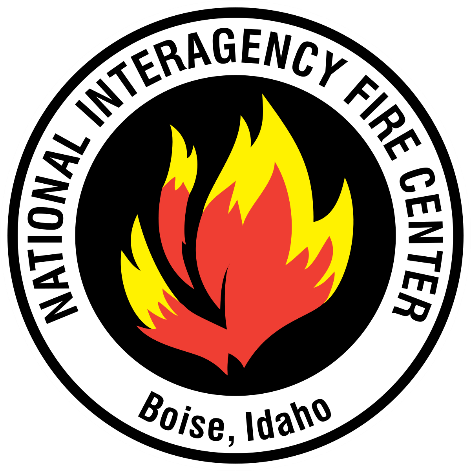 NATIONAL INTERAGENCY FIRE CENTER
Boise, Idaho